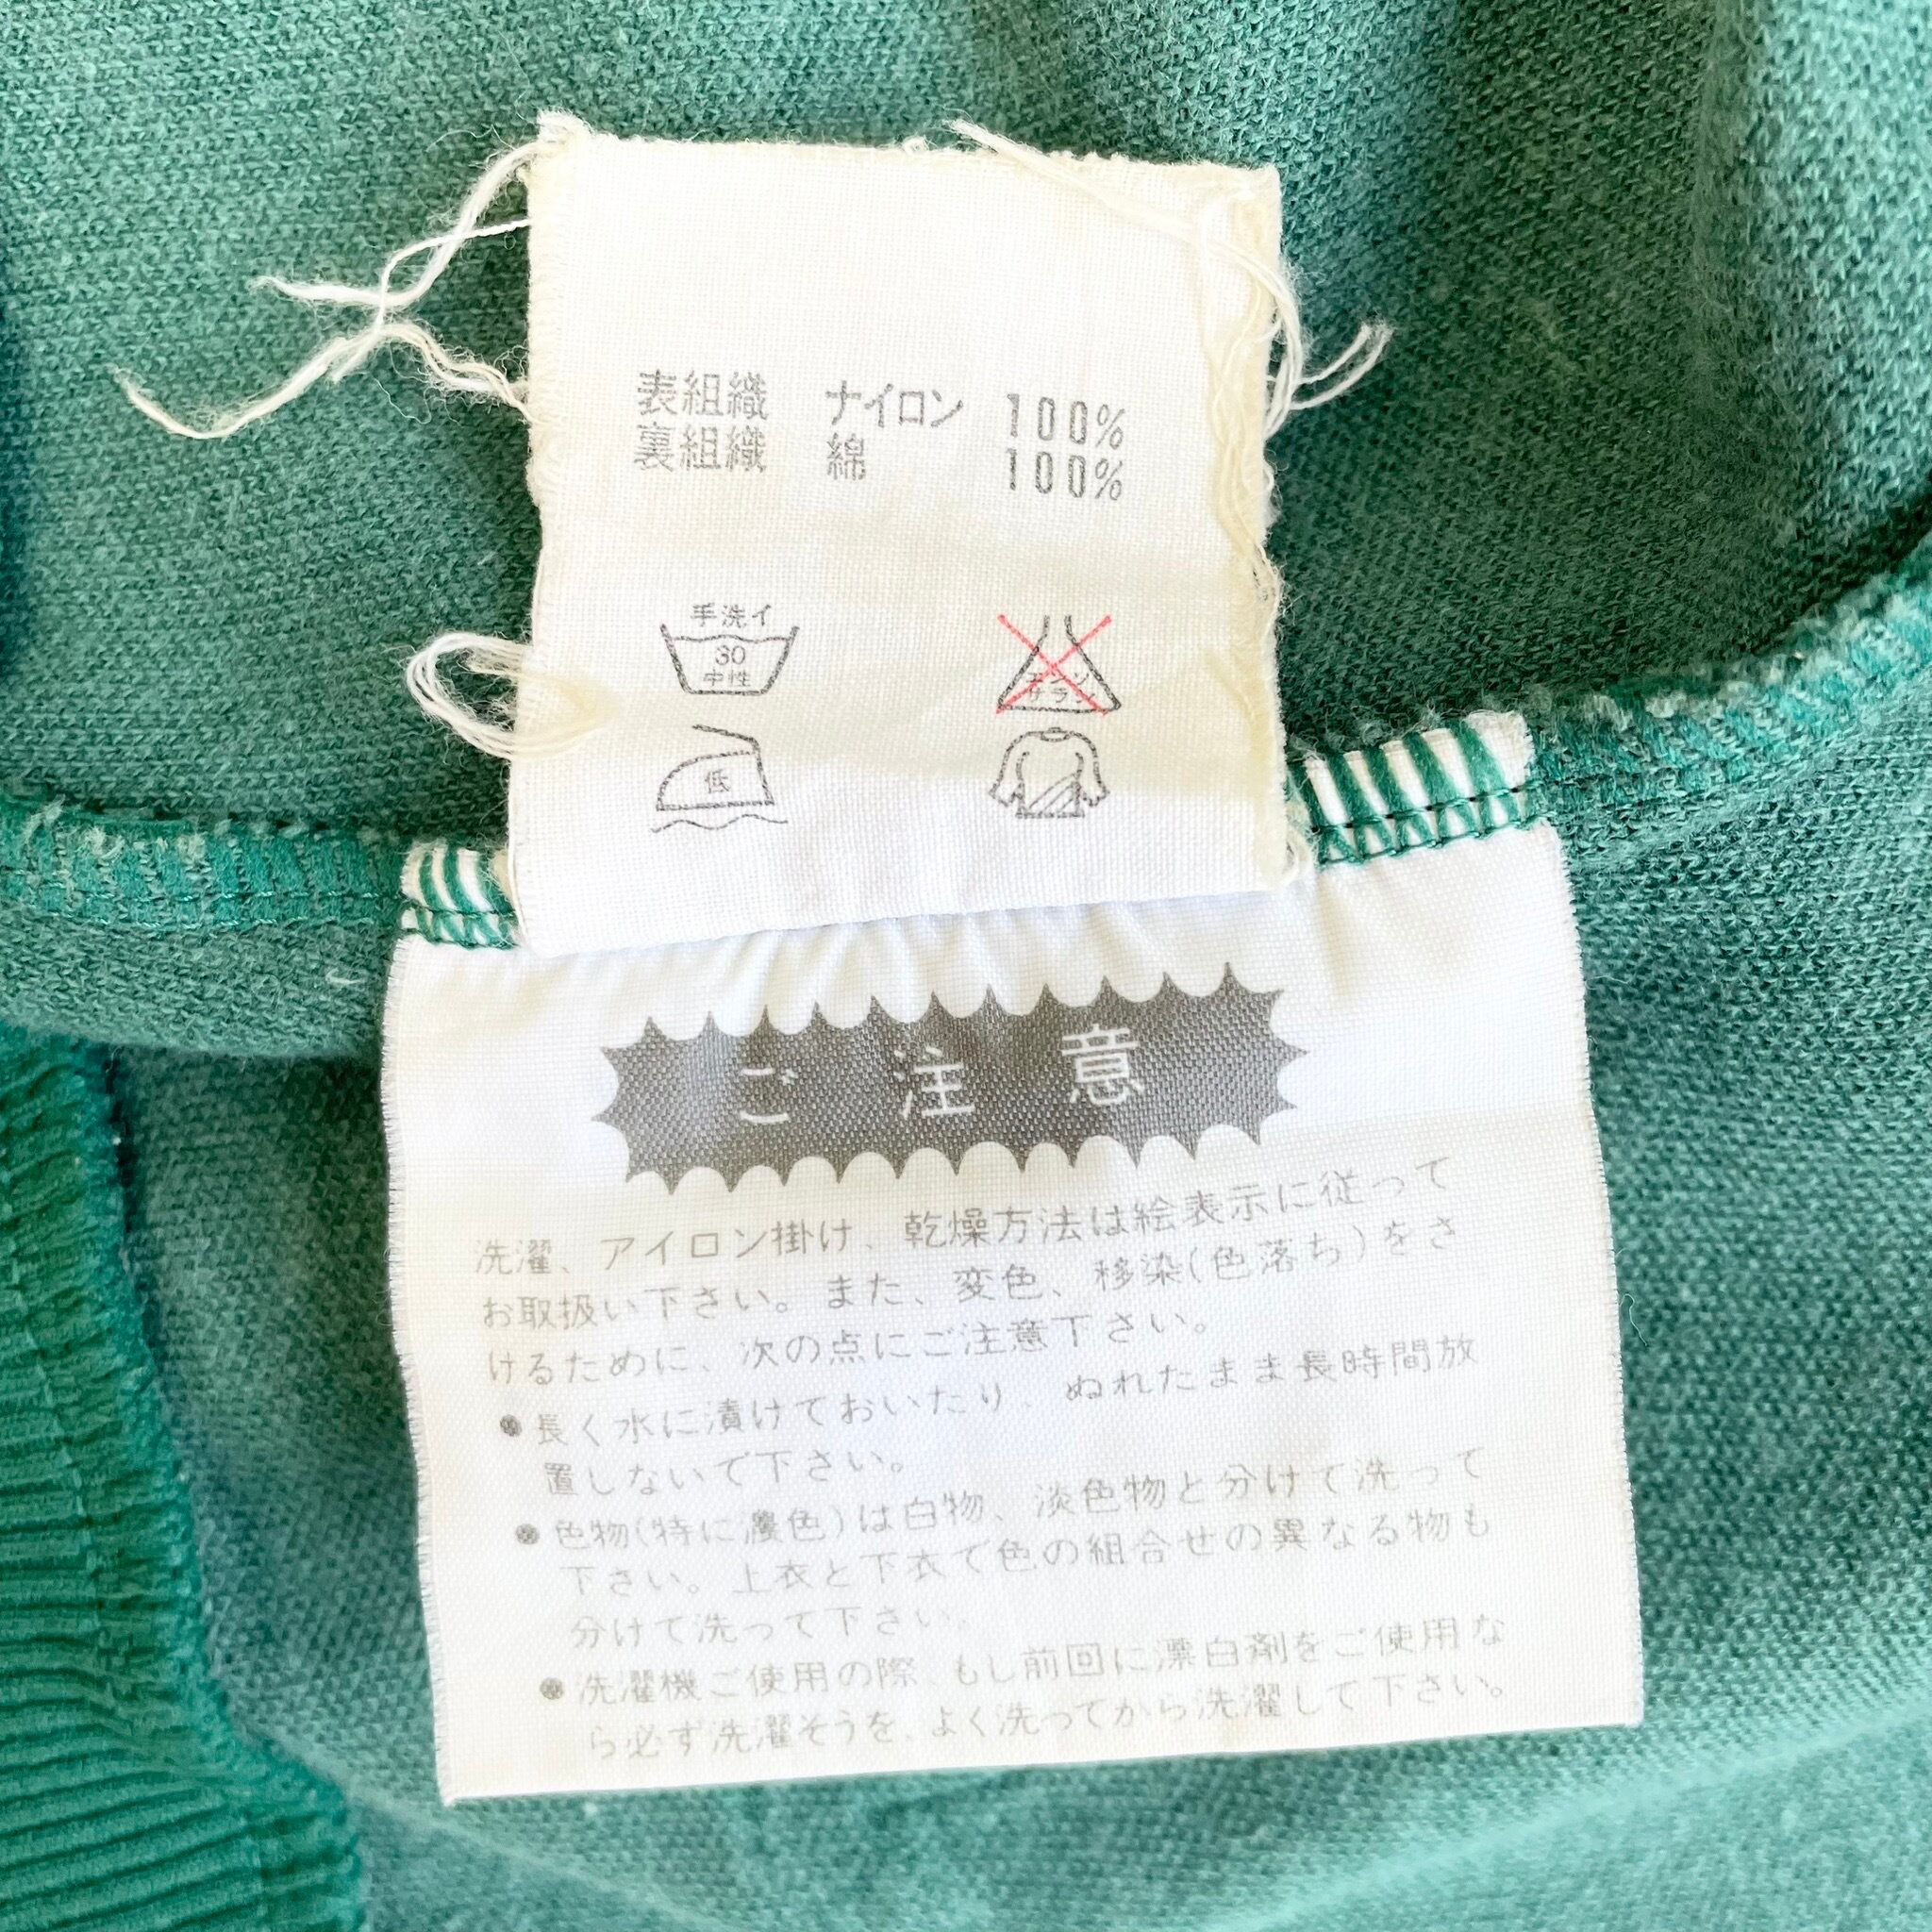 表組織 ナイロン 100%
裏組織 綿 100%
手洗イ
30
中性
エンソ
サラシ
低
ご注意
洗濯、アイロン掛け、乾燥方法は絵表示に従って
お取扱い下さい。また、変色、移染(色落ち)をさ
けるために、次の点にご注意下さい。
●長く水に漬けておいたり、ぬれたまま長時間放
置しないで下さい。
●色物(特に濃色)は白物、淡色物と分けて洗って
下さい。上衣と下衣で色の組合せの異なる物も
分けて洗って下さい。
●洗濯機ご使用の際、もし前回に漂白剤をご使用な
ら必ず洗濯そうを、よく洗ってから洗濯して下さい。